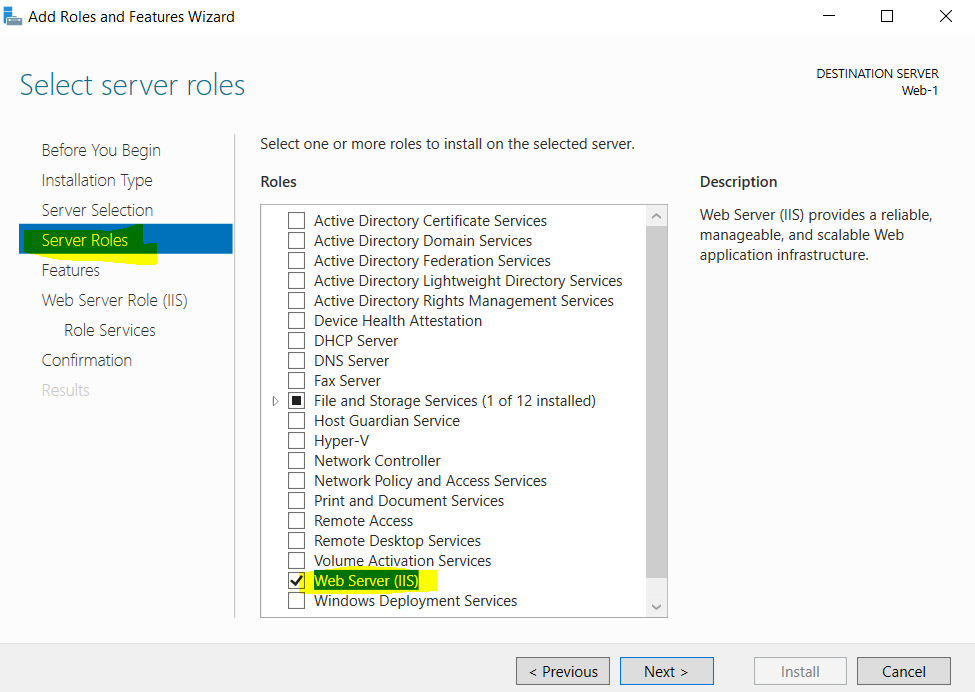 Add Roles and Features Wizard
Select server roles
DESTINATION SERVER
Web-1
Before You Begin
Installation Type
Server Selection
Server Roles
Features
Web Server Role (IIS)
Role Services
Confirmation
Results
Select one or more roles to install on the selected server.
Roles
Active Directory Certificate Services
Active Directory Domain Services
Active Directory Federation Services
Active Directory Lightweight Directory Services
Active Directory Rights Management Services
Device Health Attestation
DHCP Server
DNS Server
Fax Server
File and Storage Services (1 of 12 installed)
Host Guardian Service
Hyper-V
Network Controller
Network Policy and Access Services
Print and Document Services
Remote Access
Remote Desktop Services
Volume Activation Services
Web Server (IIS)
Windows Deployment Services
Description
Web Server (IIS) provides a reliable,
manageable, and scalable Web
application infrastructure.
< Previous
Next >
Install
Cancel